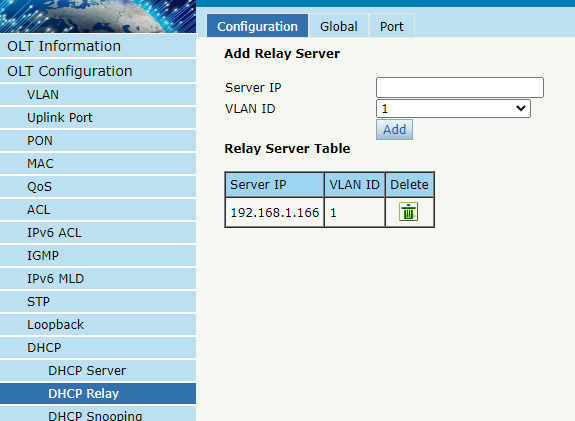 OLT Information
OLT Configuration
VLAN
Uplink Port
PON
MAC
QoS
ACL
IPv6 ACL
IGMP
IPv6 MLD
STP
Loopback
DHCP
DHCP Server
DHCP Relay
DHCP Snooping
Configuration Global Port
Add Relay Server
Server IP
VLAN ID 1
Add
Relay Server Table
Server IP VLAN ID Delete
192.168.1.166 1